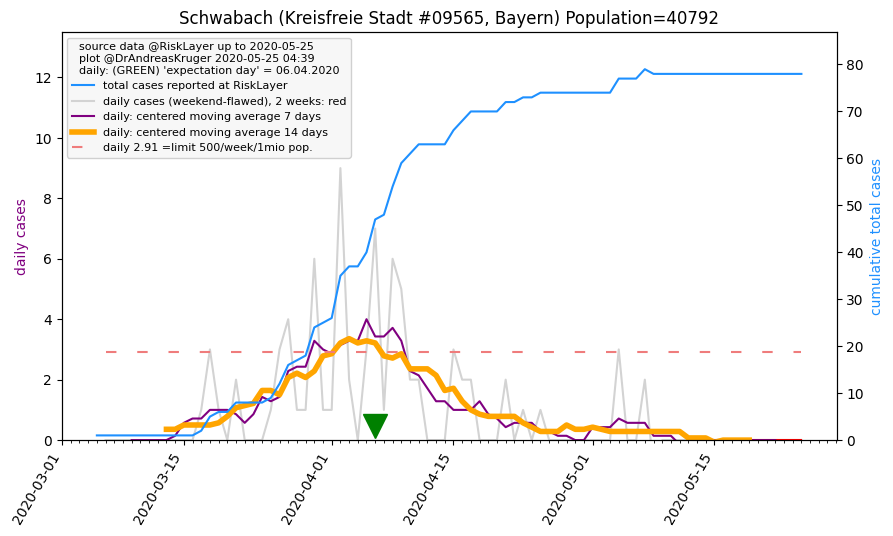 Schwabach (Kreisfreie Stadt #09565, Bayern) Population=40792
source data @RiskLayer up to 2020-05-25
plot @DrAndreasKruger 2020-05-25 04:39
daily: (GREEN) 'expectation day' = 06.04.2020
total cases reported at RiskLayer
daily cases (weekend-flawed), 2 weeks: red
daily: centered moving average 7 days
daily: centered moving average 14 days
daily 2.91 =limit 500/week/1mio pop.
daily cases
12
10
8
6
4
2
0
cumulative total cases
80
70
60
50
40
30
20
10
0
2020-03-01
2020-03-15
2020-04-01
2020-04-15
2020-05-01
2020-05-15